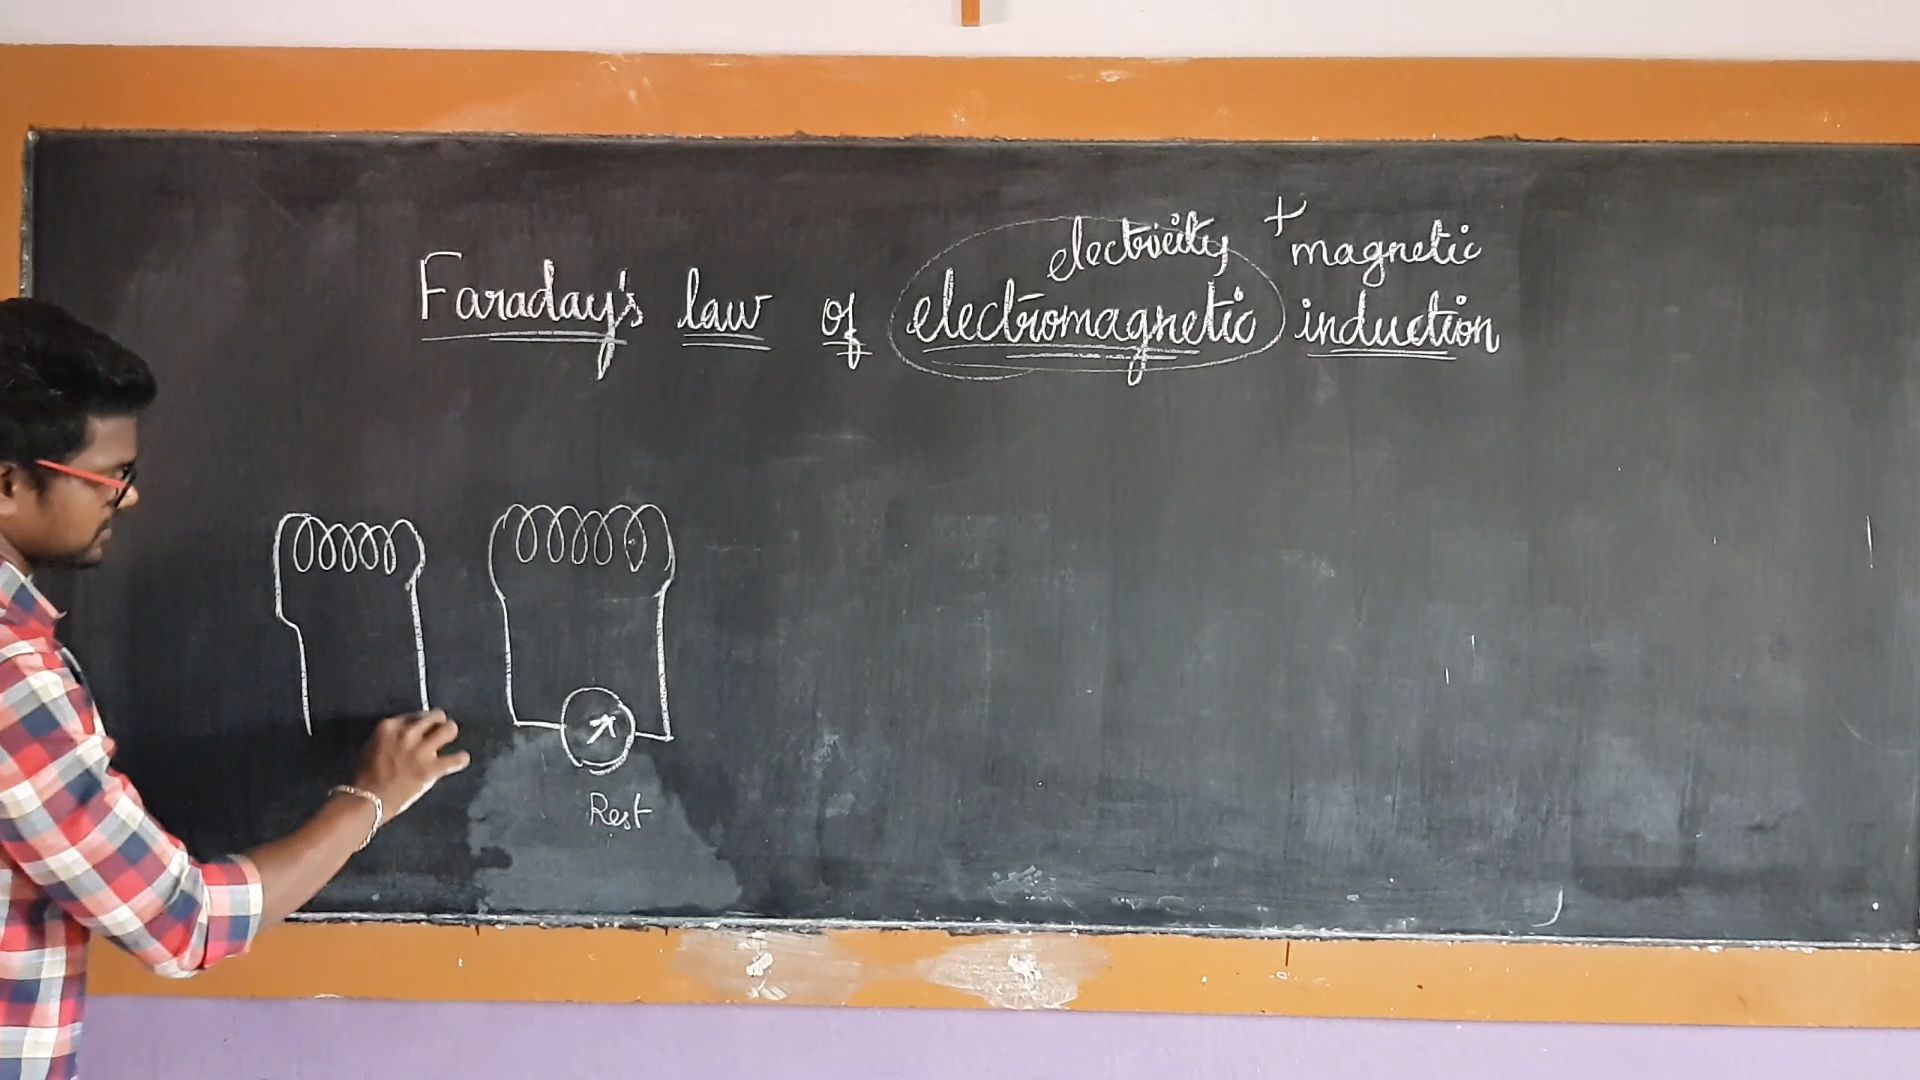 electricity + magnetic
Faraday's law of electromagnetic induction
Rest